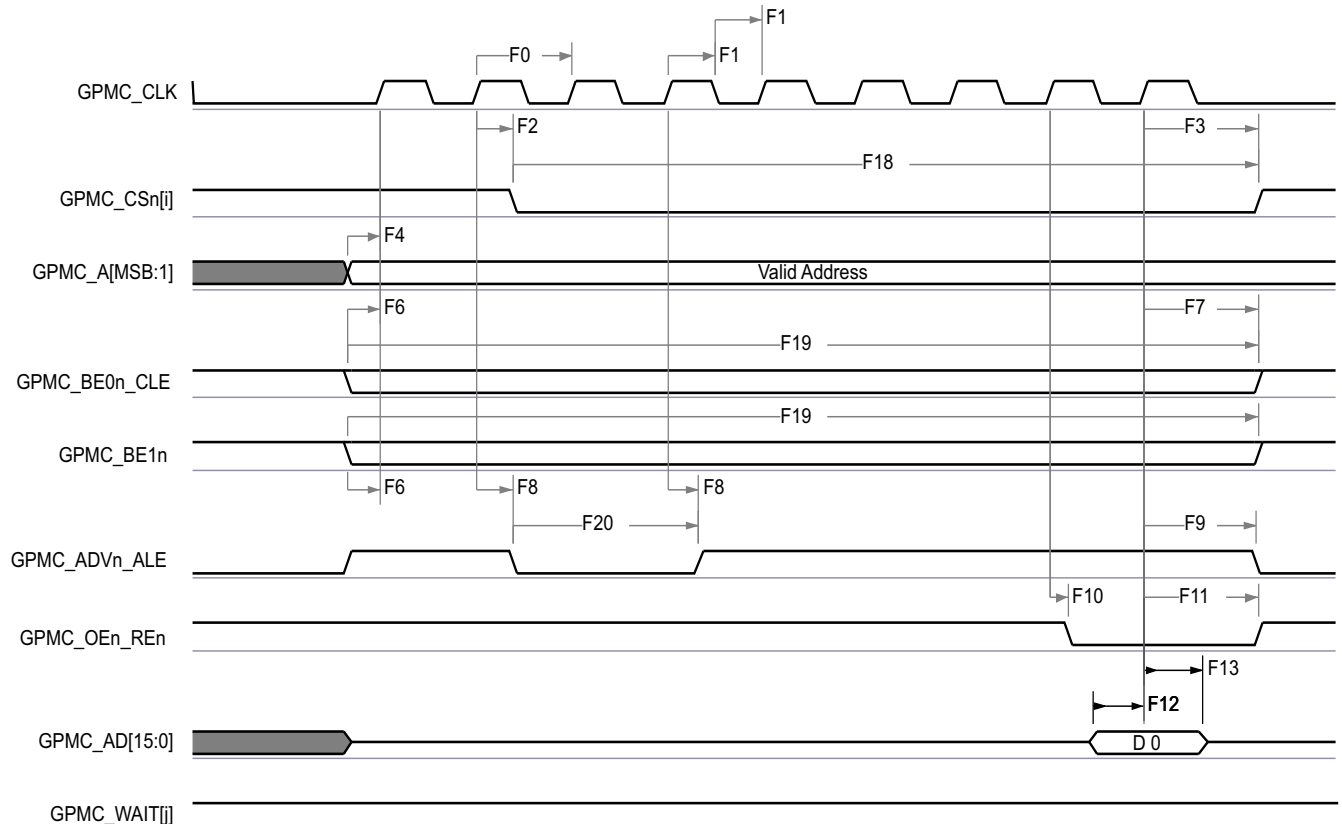 F1
F0
F1
GPMC_CLK
F2
F3
F18
GPMC_CSn[i]
F4
GPMC_A[MSB:1]
Valid Address
F6
F7
F19
GPMC_BE0n_CLE
F19
GPMC_BE1n
F6
F8
F8
F20
F9
GPMC_ADVn_ALE
F10
F11
GPMC_OEn_REn
F13
F12
GPMC_AD[15:0]
D 0
GPMC_WAIT[j]